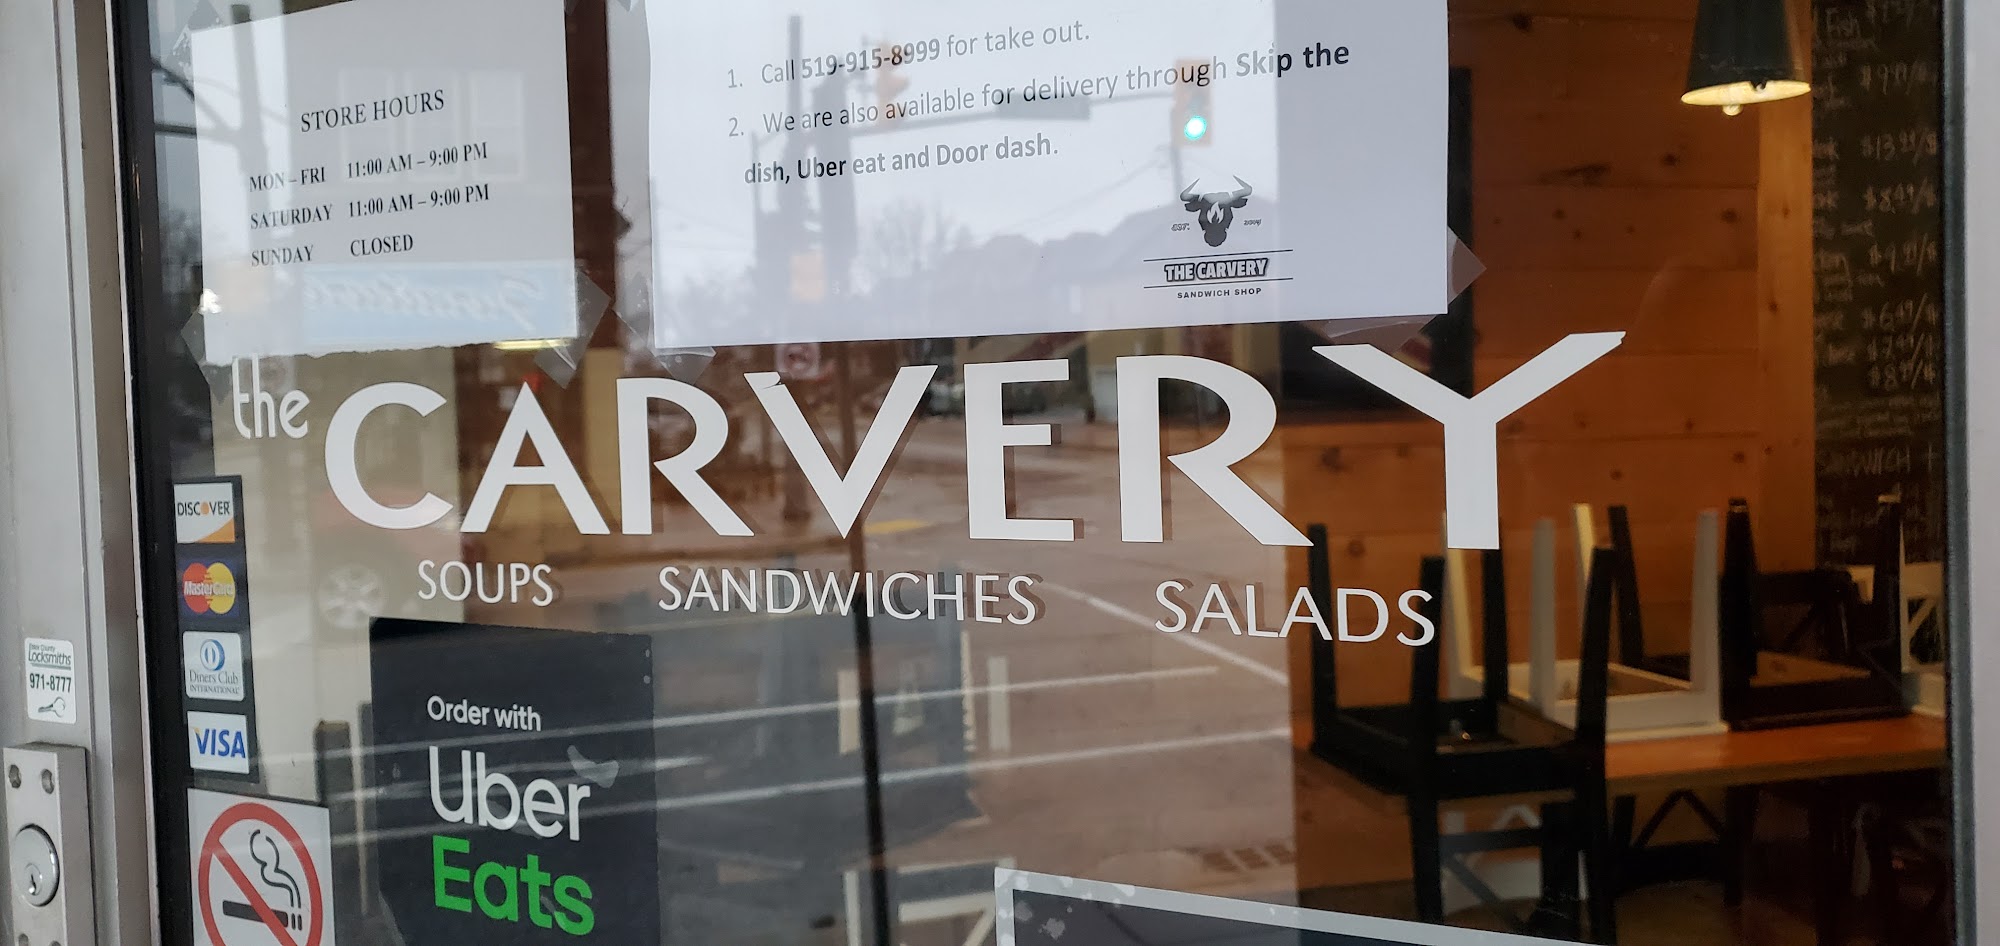 STORE HOURS
MON – FRI 11:00 AM – 9:00 PM
SATURDAY 11:00 AM – 9:00 PM
SUNDAY CLOSED
1. Call 519-915-8999 for take out.
2. We are also available for delivery through Skip the
dish, Uber eat and Door dash.
EST.
THE CARVERY
SANDWICH SHOP
the CARVERY
SOUPS SANDWICHES SALADS
DISCOVER
MasterCard
Diners Club
INTERNATIONAL
VISA
Locksmiths
971-8777
Order with
Uber
Eats
Fish
SANDWICH